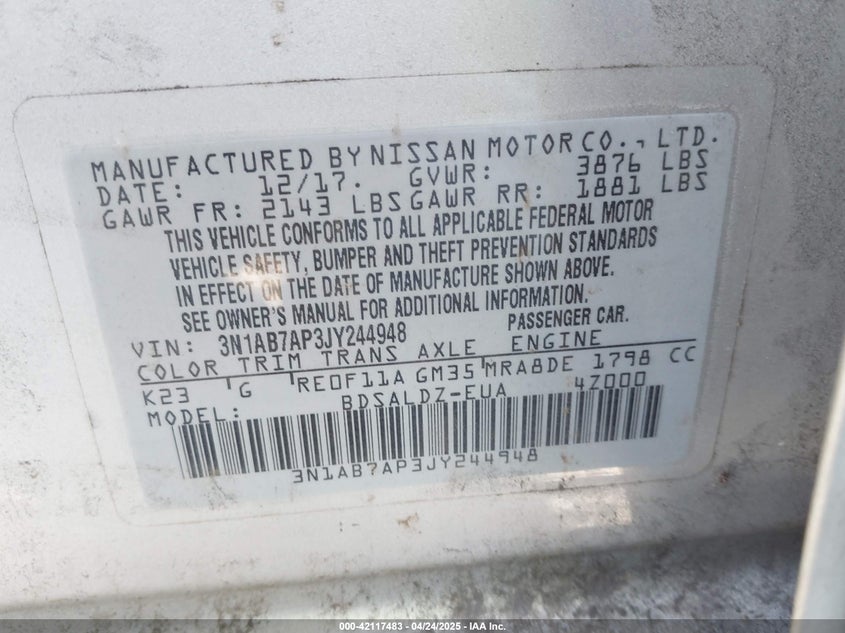 MANUFACTURED BY NISSAN MOTOR CO., LTD.
DATE: 12/17. GVWR: 3876 LBS
GAWR FR: 2143 LBS GAWR RR: 1881 LBS
THIS VEHICLE CONFORMS TO ALL APPLICABLE FEDERAL MOTOR
VEHICLE SAFETY, BUMPER AND THEFT PREVENTION STANDARDS
IN EFFECT ON THE DATE OF MANUFACTURE SHOWN ABOVE.
SEE OWNER'S MANUAL FOR ADDITIONAL INFORMATION.
VIN: 3N1AB7AP3JY244948 PASSENGER CAR.
COLOR TRIM TRANS AXLE ENGINE
K23 G RE0F11A GM35 MRA8DE 1798 CC
MODEL: BDSALDZ-EUA 4Z000
3N1AB7AP3JY244948
000-42117483 - 04/24/2025 - IAA Inc.